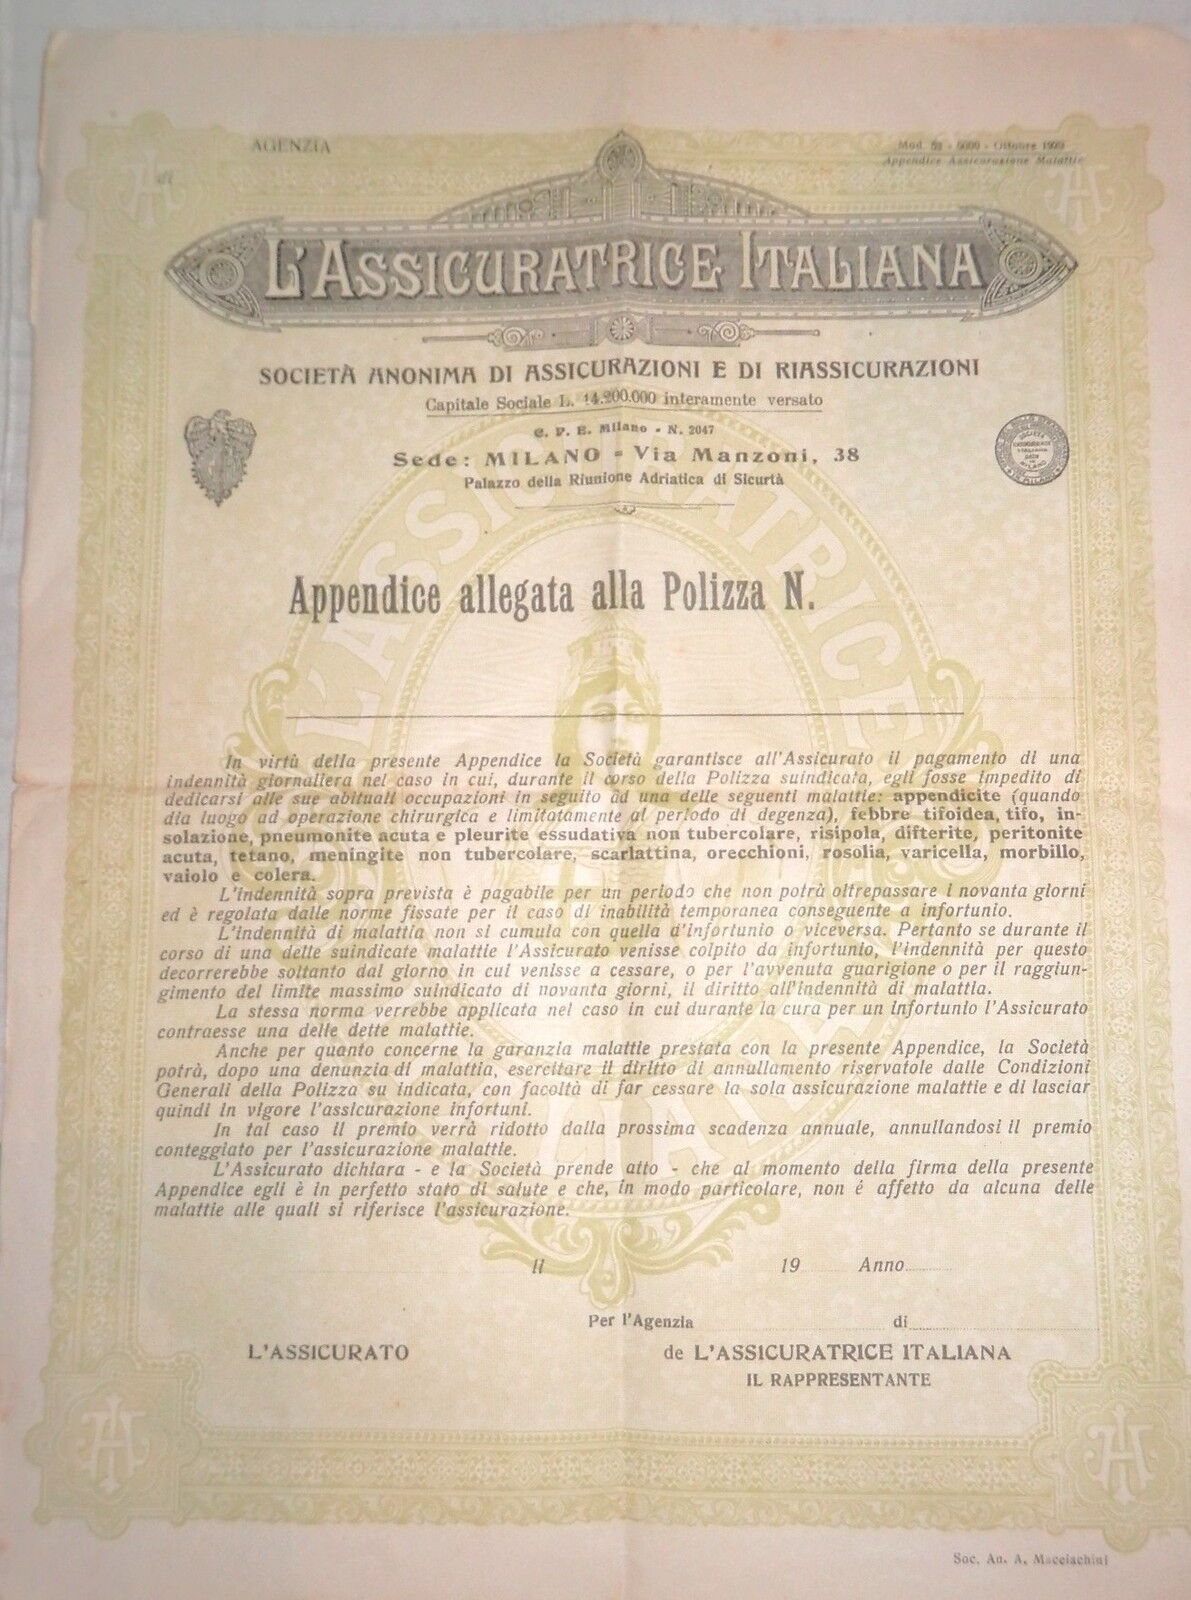 AGENZIA
Mod. 53 - 5000 - Ottobre
Appendice Assicurazione Malattie
L'ASSICURATRICE ITALIANA
SOCIETÀ ANONIMA DI ASSICURAZIONI E DI RIASSICURAZIONI
Capitale Sociale L. 14.200.000 interamente versato
C. P. E. Milano - N. 2047
Sede: MILANO - Via Manzoni, 38
Palazzo della Riunione Adriatica di Sicurtà
SOCIETÀ
ITALIANA
MILANO
L'ASSICURATRICE ITALIANA
Appendice allegata alla Polizza N.
In virtù della presente Appendice la Società garantisce all'Assicurato il pagamento di una
indennità giornaliera nel caso in cui, durante il corso della Polizza suindicata, egli fosse impedito di
dedicarsi alle sue abituali occupazioni in seguito ad una delle seguenti malattie: appendicite (quando
dia luogo ad operazione chirurgica e limitatamente al periodo di degenza), febbre tifoidea, tifo, in-
solazione, pneumonite acuta e pleurite essudativa non tubercolare, risipola, difterite, peritonite
acuta, tetano, meningite non tubercolare, scarlattina, orecchioni, rosolia, varicella, morbillo,
vaiolo e colera.
L'indennità sopra prevista è pagabile per un periodo che non potrà oltrepassare i novanta giorni
ed è regolata dalle norme fissate per il caso di inabilità temporanea conseguente a infortunio.
L'indennità di malattia non si cumula con quella d'infortunio o viceversa. Pertanto se durante il
corso di una delle suindicate malattie l'Assicurato venisse colpito da infortunio, l'indennità per questo
decorrerebbe soltanto dal giorno in cui venisse a cessare, o per l'avvenuta guarigione o per il raggiun-
gimento del limite massimo suindicato di novanta giorni, il diritto all'indennità di malattia.
La stessa norma verrebbe applicata nel caso in cui durante la cura per un infortunio l'Assicurato
contraesse una delle dette malattie.
Anche per quanto concerne la garanzia malattie prestata con la presente Appendice, la Società
potrà, dopo una denunzia di malattia, esercitare il diritto di annullamento riservatole dalle Condizioni
Generali della Polizza su indicata, con facoltà di far cessare la sola assicurazione malattie e di lasciar
quindi in vigore l'assicurazione infortuni.
In tal caso il premio verrà ridotto dalla prossima scadenza annuale, annullandosi il premio
conteggiato per l'assicurazione malattie.
L'Assicurato dichiara - e la Società prende atto - che al momento della firma della presente
Appendice egli è in perfetto stato di salute e che, in modo particolare, non é affetto da alcuna delle
malattie alle quali si riferisce l'assicurazione.
li 19 Anno
Per l'Agenzia di
L'ASSICURATO de L'ASSICURATRICE ITALIANA
IL RAPPRESENTANTE
Soc. An. A. Macciachini